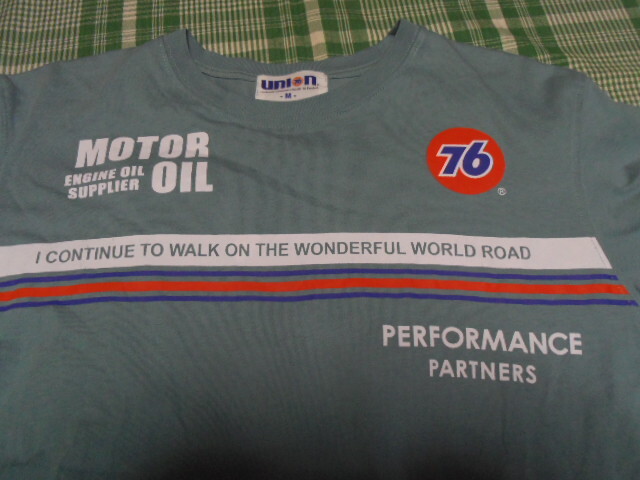 union
- M -
MOTOR
ENGINE OIL
SUPPLIER
OIL
76
®
I CONTINUE TO WALK ON THE WONDERFUL WORLD ROAD
PERFORMANCE
PARTNERS